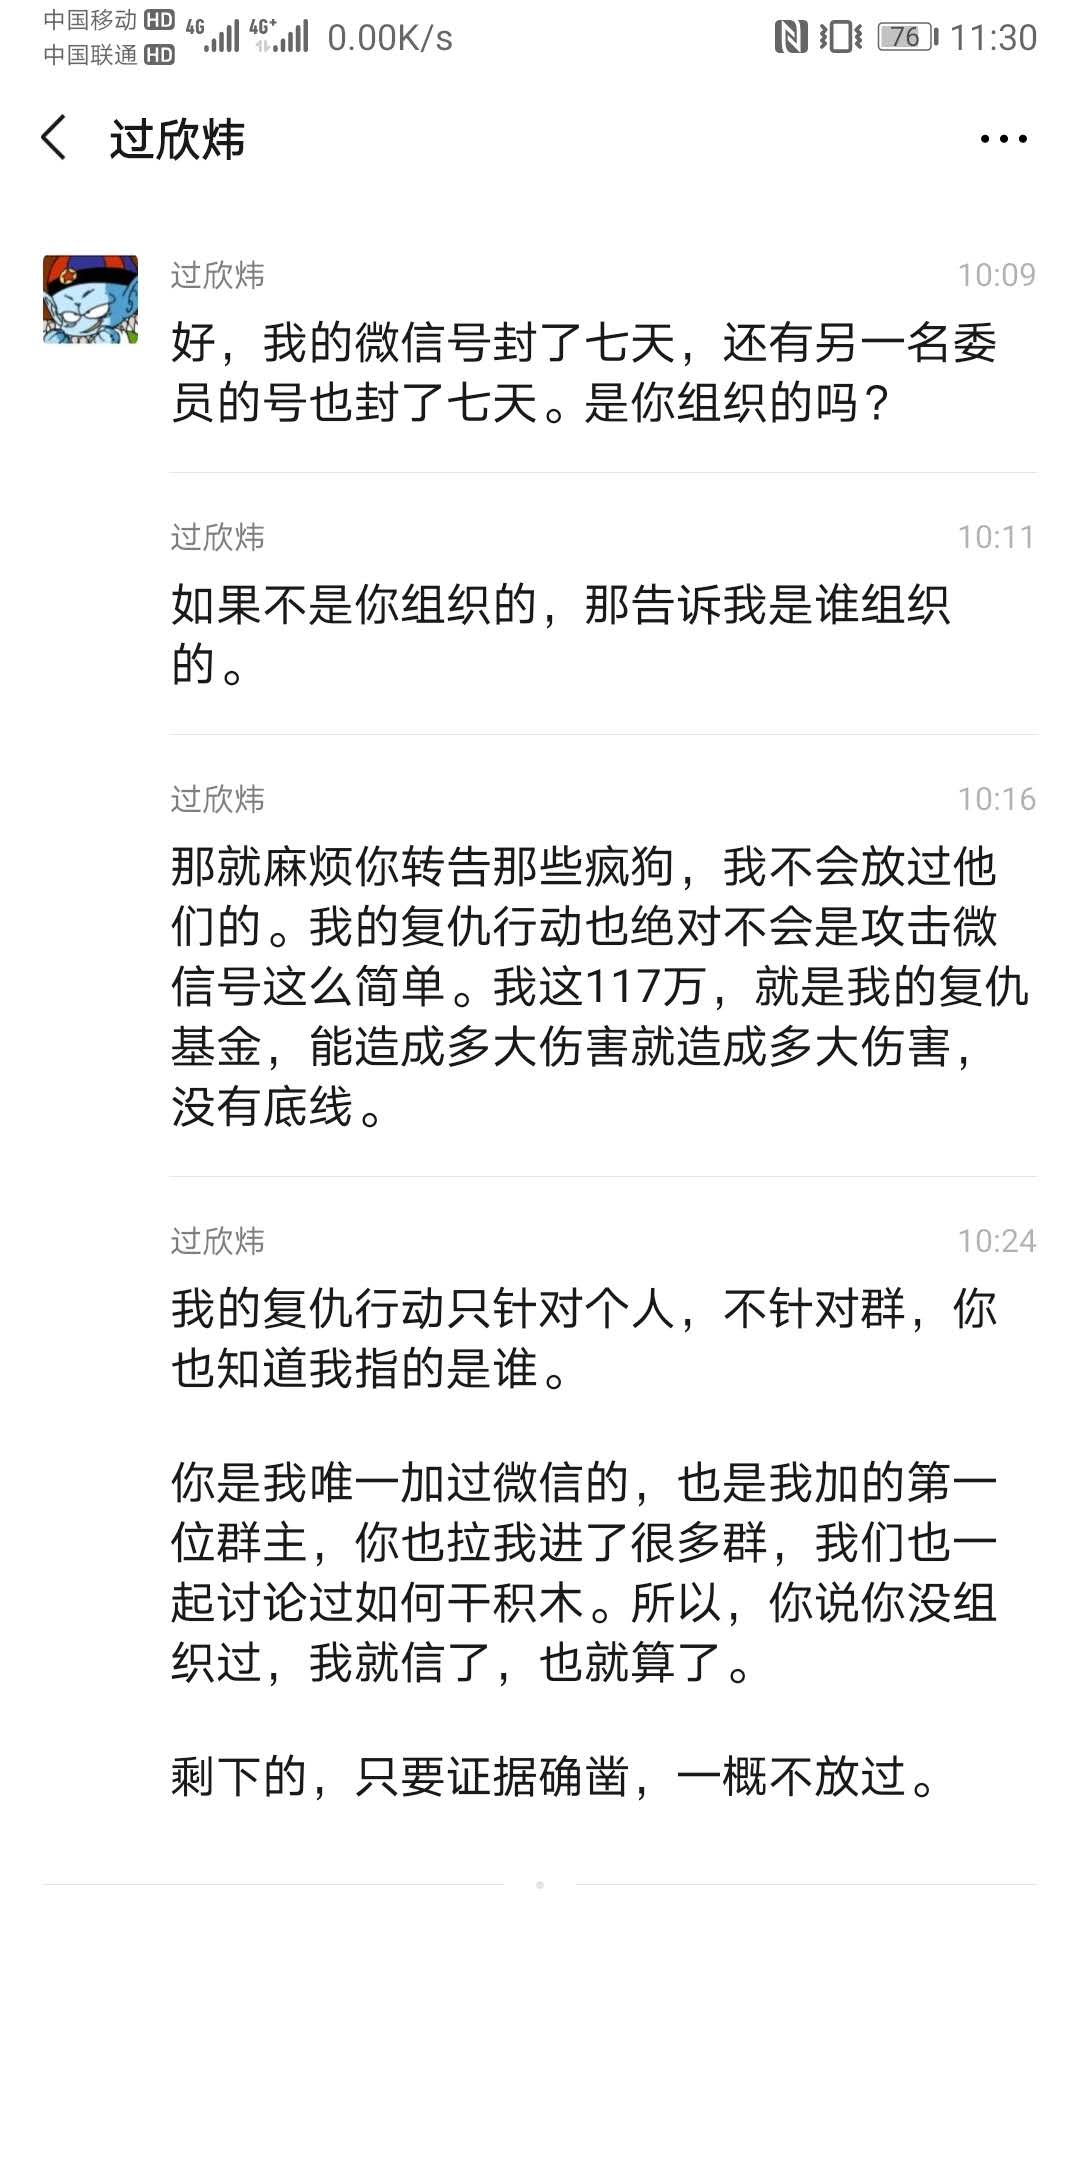 中国移动 HD 4G 4G+ 0.00K/s 76 11:30
中国联通 HD
过欣炜
过欣炜 10:09
好，我的微信号封了七天，还有另一名委
员的号也封了七天。是你组织的吗？
过欣炜 10:11
如果不是你组织的，那告诉我是谁组织
的。
过欣炜 10:16
那就麻烦你转告那些疯狗，我不会放过他
们的。我的复仇行动也绝对不会是攻击微
信号这么简单。我这117万，就是我的复仇
基金，能造成多大伤害就造成多大伤害，
没有底线。
过欣炜 10:24
我的复仇行动只针对个人，不针对群，你
也知道我指的是谁。
你是我唯一加过微信的，也是我加的第一
位群主，你也拉我进了很多群，我们也一
起讨论过如何干积木。所以，你说你没组
织过，我就信了，也就算了。
剩下的，只要证据确凿，一概不放过。